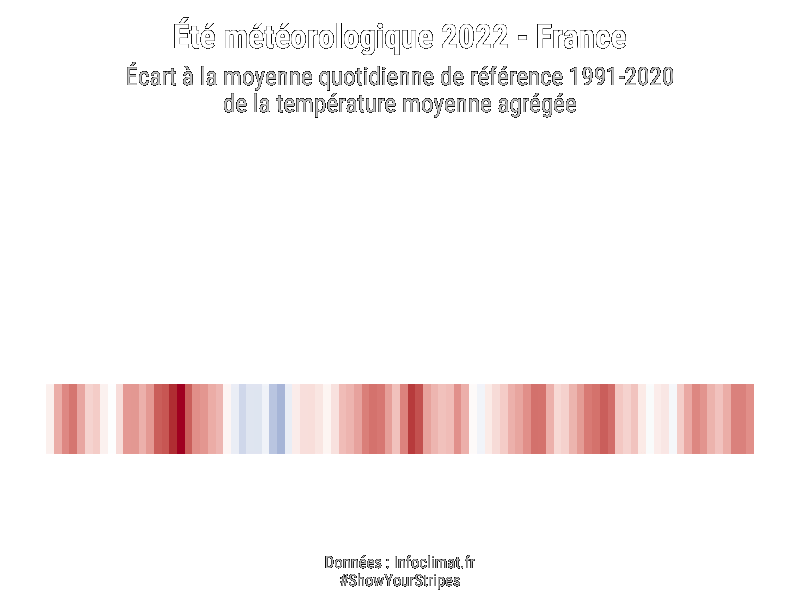 Été météorologique 2022 - France
Écart à la moyenne quotidienne de référence 1991-2020
de la température moyenne agrégée
Données : Infoclimat.fr
#ShowYourStripes